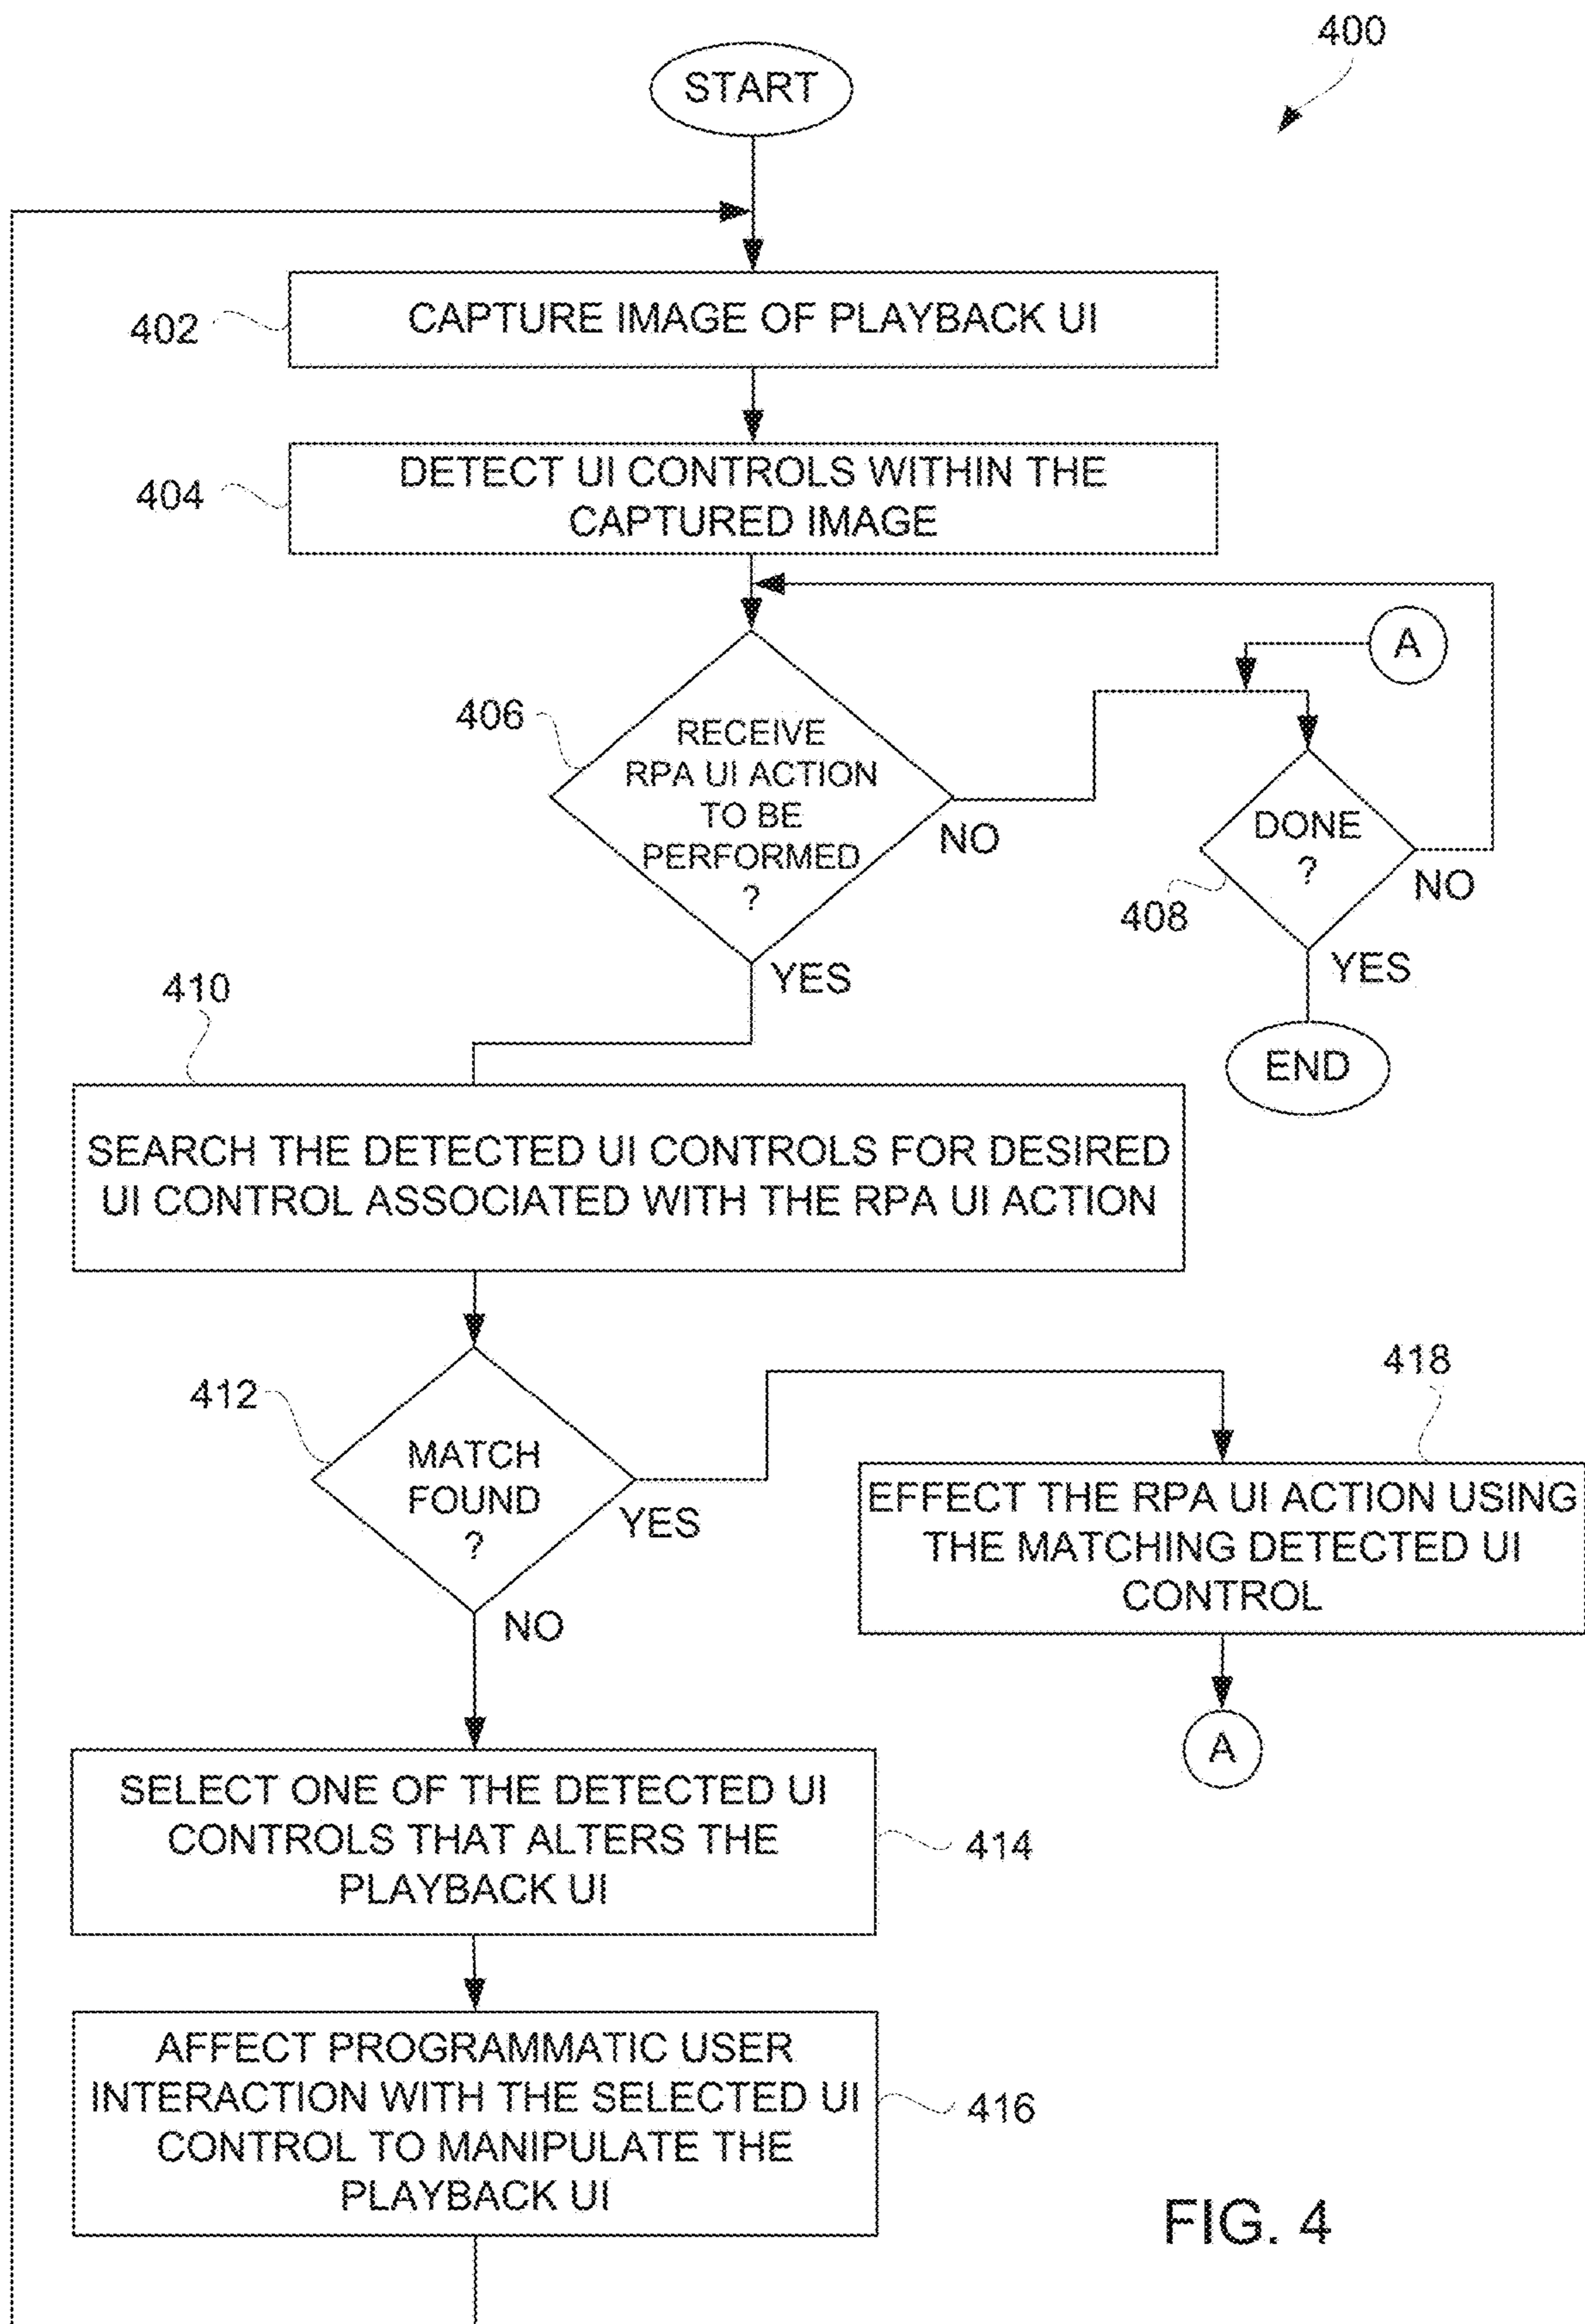 400
START
402
CAPTURE IMAGE OF PLAYBACK UI
404
DETECT UI CONTROLS WITHIN THE
CAPTURED IMAGE
A
406
RECEIVE
RPA UI ACTION
TO BE
PERFORMED
?
NO
YES
DONE
?
408
NO
YES
END
410
SEARCH THE DETECTED UI CONTROLS FOR DESIRED
UI CONTROL ASSOCIATED WITH THE RPA UI ACTION
412
MATCH
FOUND
?
YES
NO
418
EFFECT THE RPA UI ACTION USING
THE MATCHING DETECTED UI
CONTROL
A
SELECT ONE OF THE DETECTED UI
CONTROLS THAT ALTERS THE
PLAYBACK UI
414
AFFECT PROGRAMMATIC USER
INTERACTION WITH THE SELECTED UI
CONTROL TO MANIPULATE THE
PLAYBACK UI
416
FIG. 4